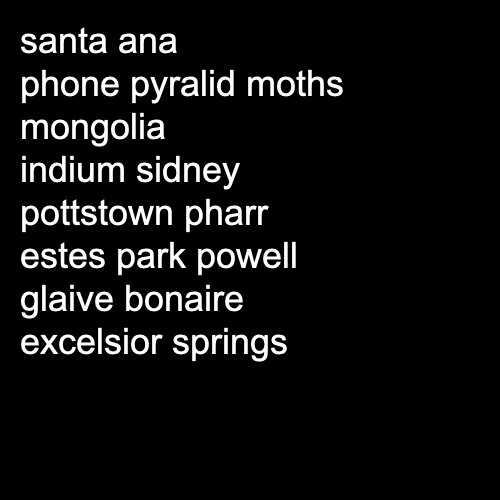 santa ana
phone pyralid moths
mongolia
indium sidney
pottstown pharr
estes park powell
glaive bonaire
excelsior springs